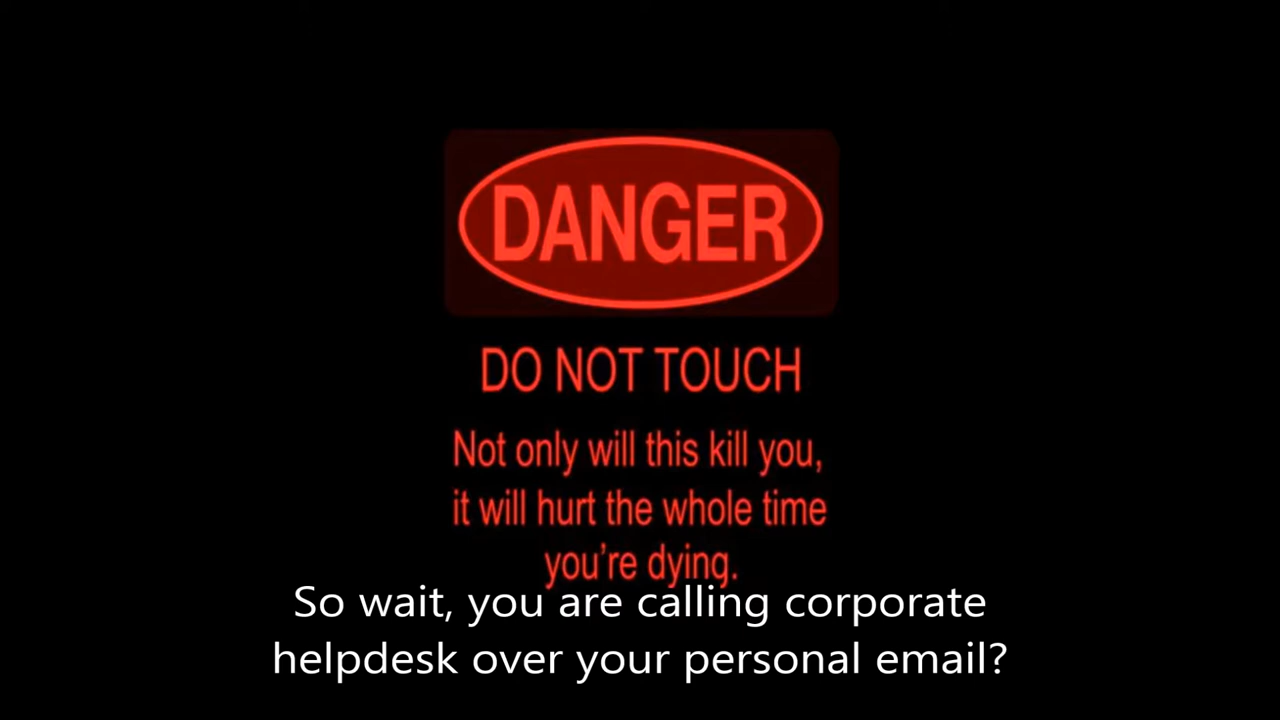 DANGER
DO NOT TOUCH
Not only will this kill you,
it will hurt the whole time
you’re dying.
So wait, you are calling corporate
helpdesk over your personal email?